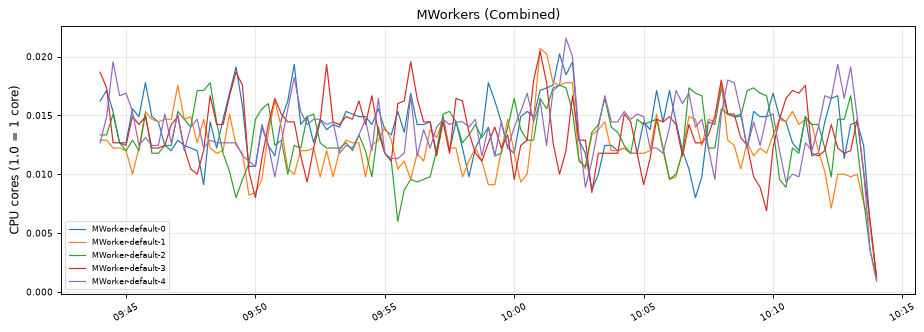 MWorkers (Combined)
CPU cores (1.0 = 1 core)
0.020
0.015
0.010
0.005
0.000
MWorker-default-0
MWorker-default-1
MWorker-default-2
MWorker-default-3
MWorker-default-4
09:45
09:50
09:55
10:00
10:05
10:10
10:15